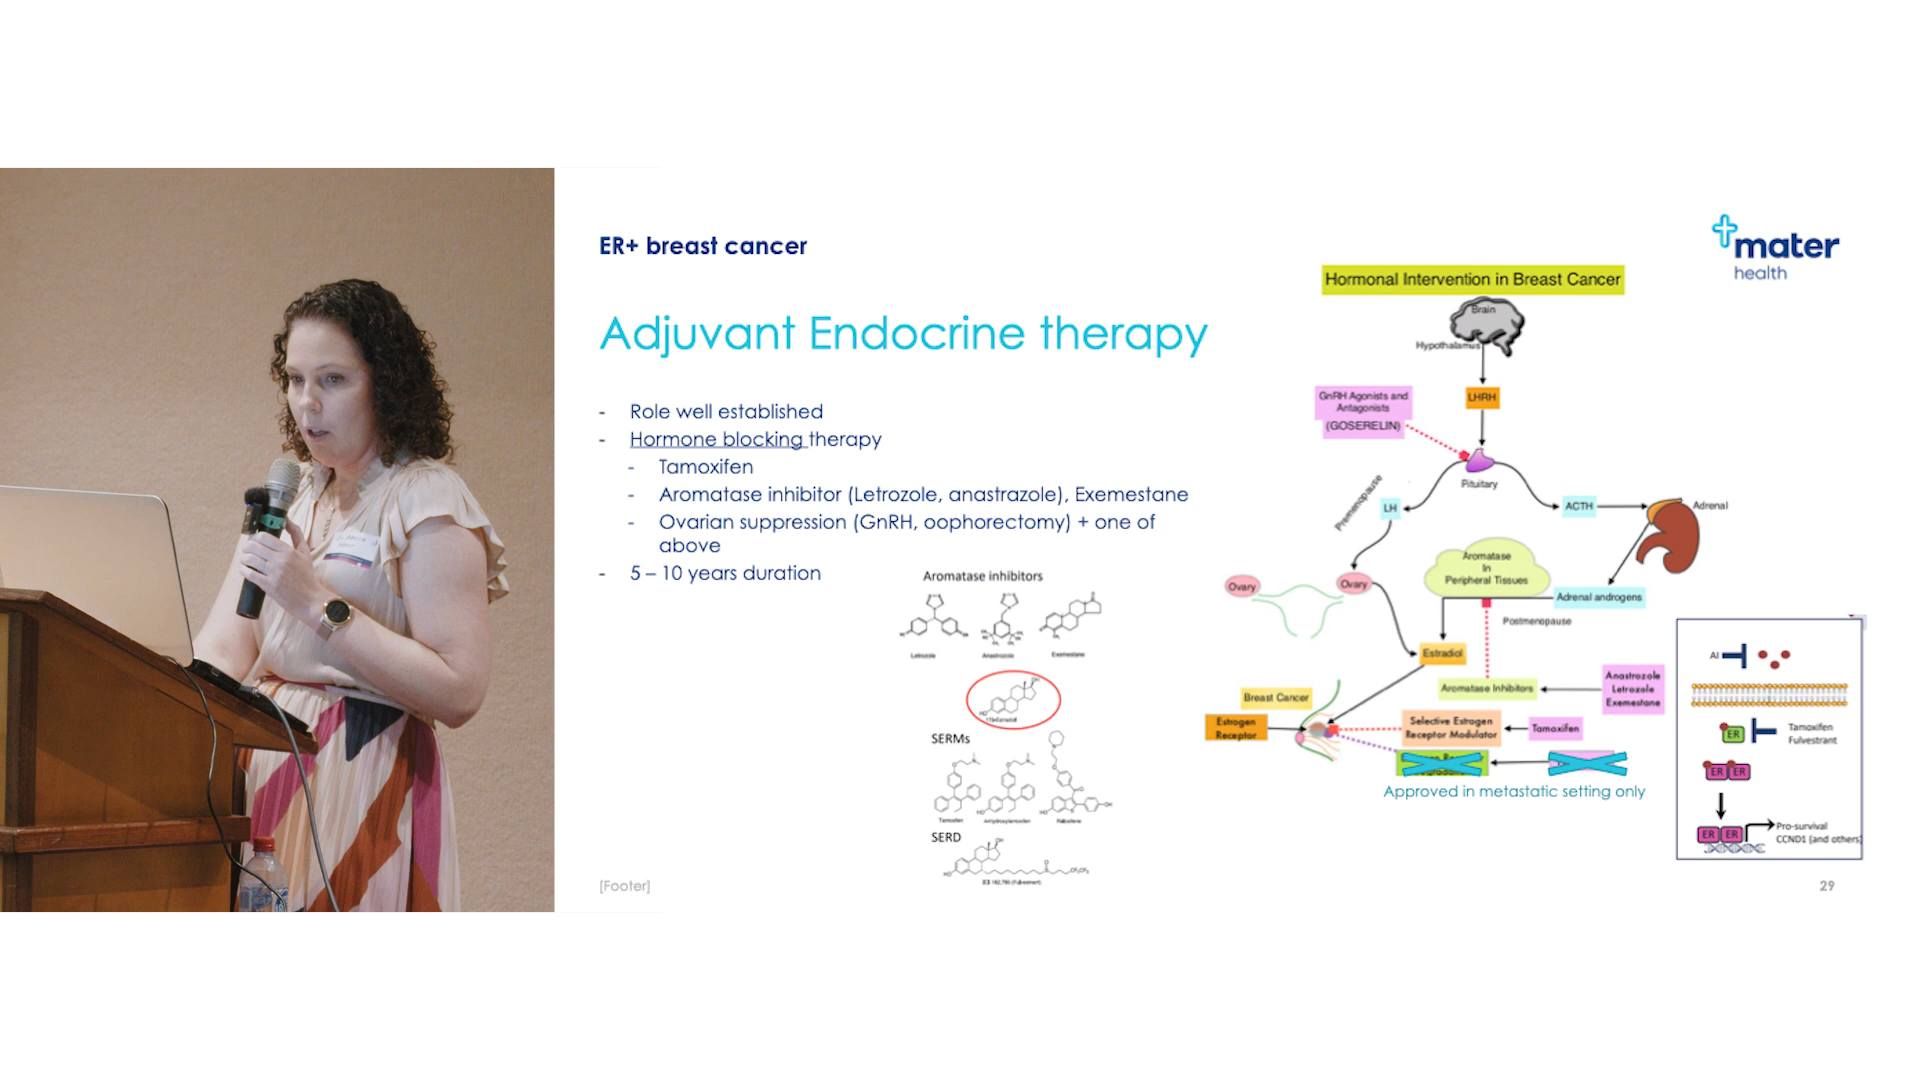 ER+ breast cancer
mater
health
Adjuvant Endocrine therapy
- Role well established
- Hormone blocking therapy
- Tamoxifen
- Aromatase inhibitor (Letrozole, anastrazole), Exemestane
- Ovarian suppression (GnRH, oophorectomy) + one of
above
- 5 – 10 years duration
Aromatase inhibitors
Letrozole
Anastrozole
Exemestane
SERMs
Tamoxifen
SERD
Hormonal Intervention in Breast Cancer
Brain
Hypothalamus
GnRH Agonists and
Antagonists
(GOSERELIN)
LHRH
Pituitary
Premenopause
LH
ACTH
Adrenal
Aromatase
In
Peripheral Tissues
Ovary
Ovary
Adrenal androgens
Postmenopause
Estradiol
Aromatase Inhibitors
Anastrozole
Letrozole
Exemestane
Breast Cancer
Estrogen
Receptor
Selective Estrogen
Receptor Modulator
Tamoxifen
Approved in metastatic setting only
AI
ER
Tamoxifen
Fulvestrant
ER ER
ER ER
Pro-survival
CCND1 (and others)
[Footer]
29